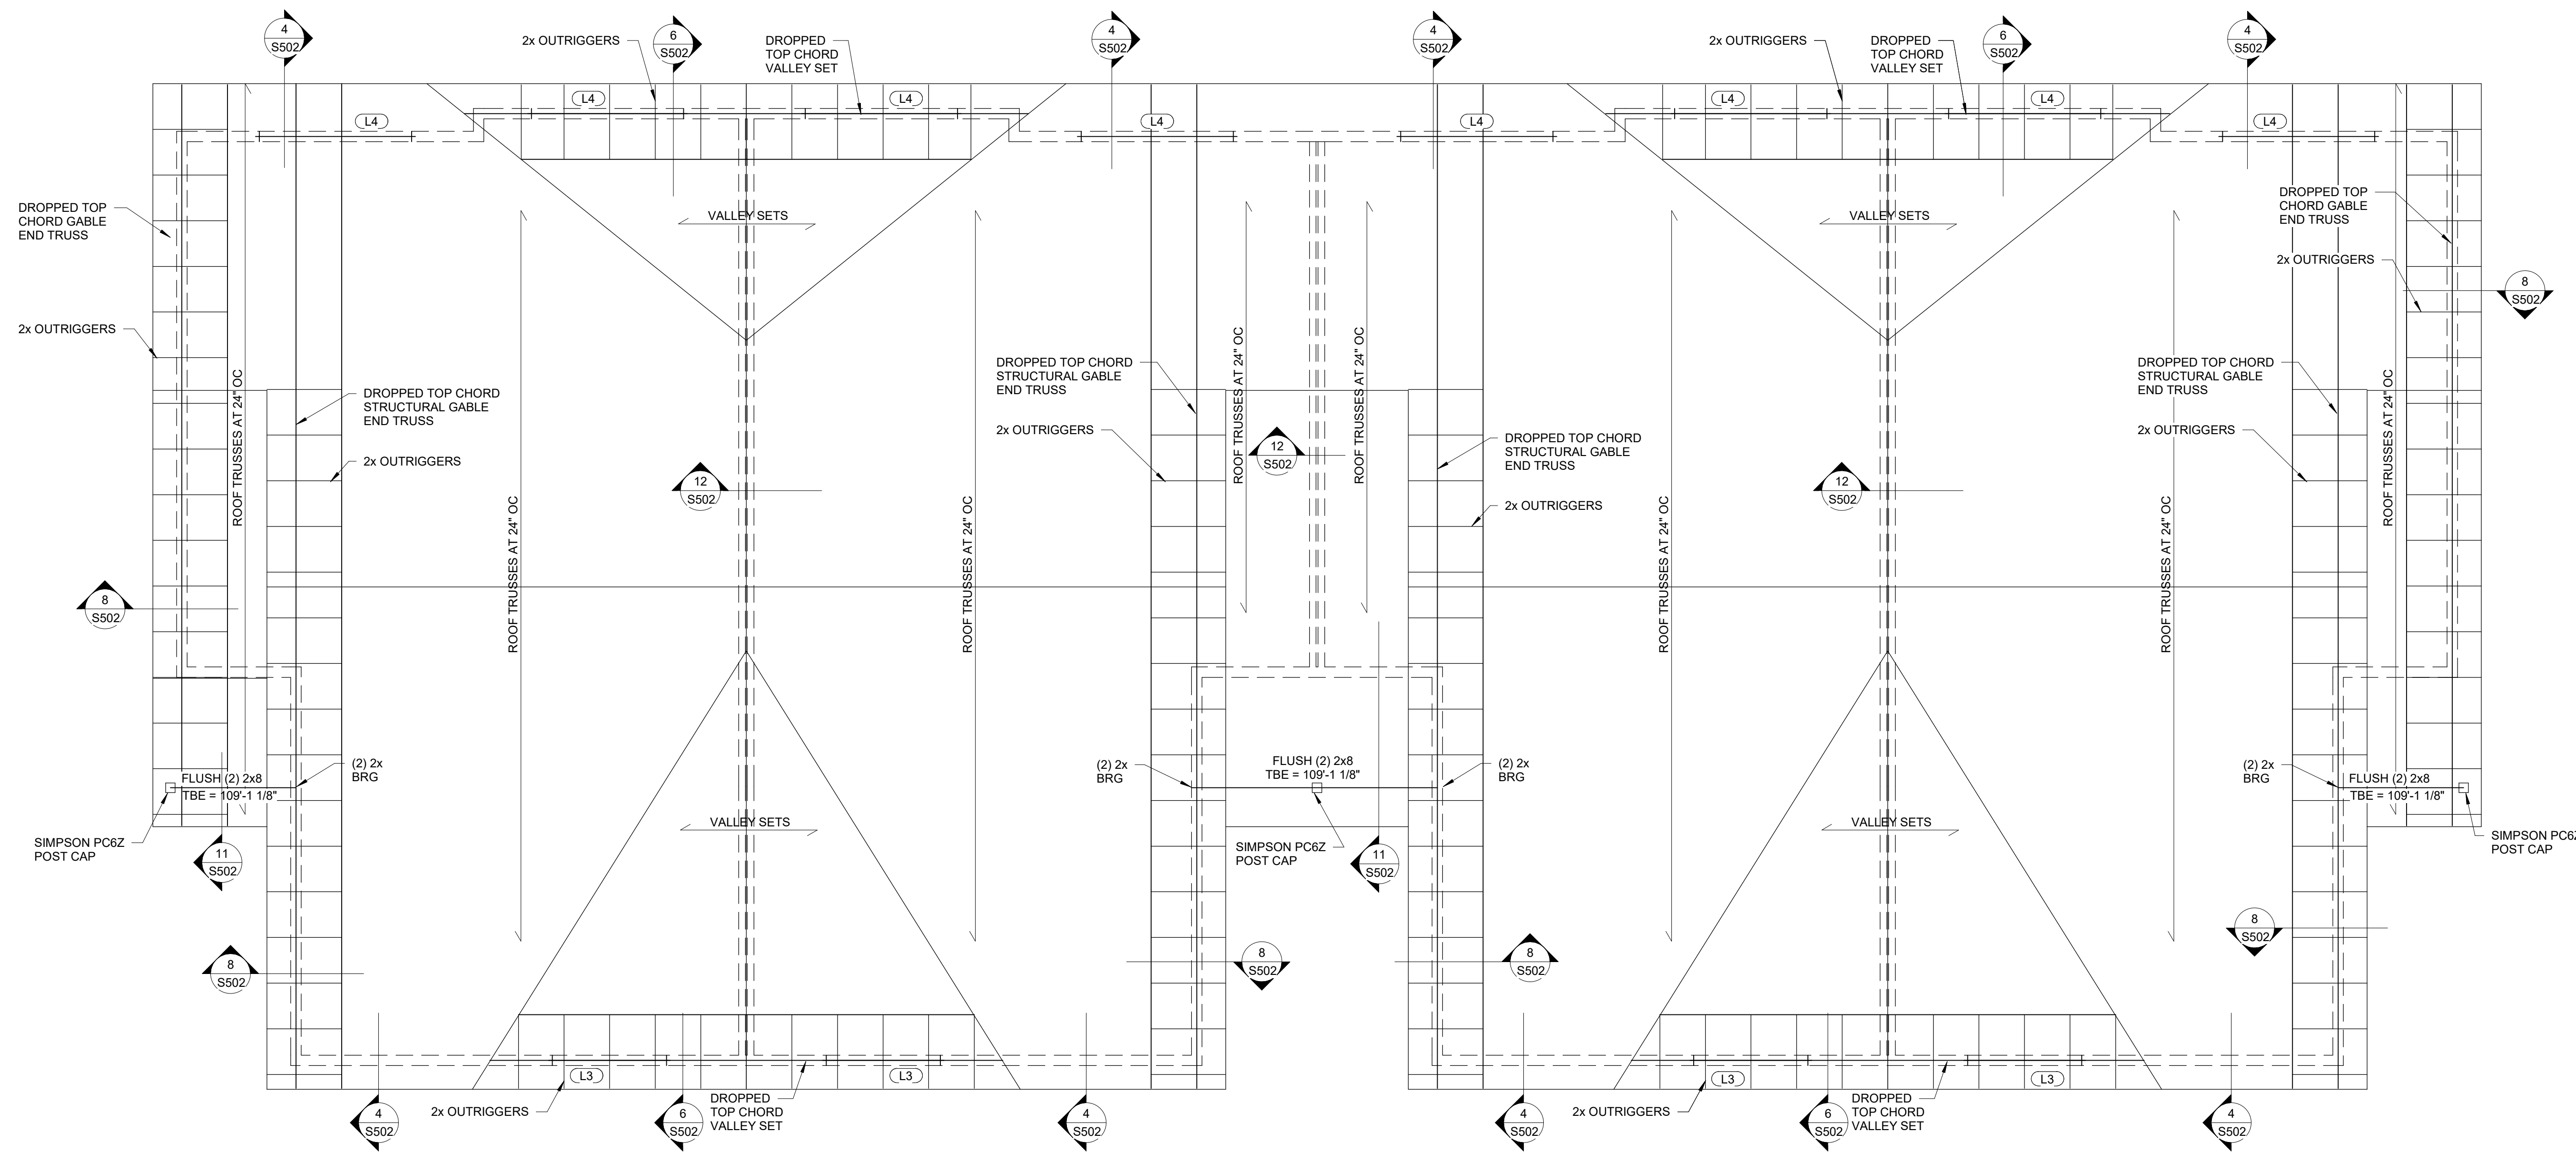 4
S502
2x OUTRIGGERS
6
S502
DROPPED
TOP CHORD
VALLEY SET
4
S502
4
S502
2x OUTRIGGERS
DROPPED
TOP CHORD
VALLEY SET
6
S502
4
S502
L4
L4
L4
L4
L4
L4
L4
L4
DROPPED TOP
CHORD GABLE
END TRUSS
VALLEY SETS
VALLEY SETS
DROPPED TOP
CHORD GABLE
END TRUSS
2x OUTRIGGERS
8
S502
2x OUTRIGGERS
ROOF TRUSSES AT 24" OC
DROPPED TOP CHORD
STRUCTURAL GABLE
END TRUSS
2x OUTRIGGERS
12
S502
ROOF TRUSSES AT 24" OC
ROOF TRUSSES AT 24" OC
DROPPED TOP CHORD
STRUCTURAL GABLE
END TRUSS
2x OUTRIGGERS
ROOF TRUSSES AT 24" OC
12
S502
ROOF TRUSSES AT 24" OC
DROPPED TOP CHORD
STRUCTURAL GABLE
END TRUSS
2x OUTRIGGERS
ROOF TRUSSES AT 24" OC
12
S502
ROOF TRUSSES AT 24" OC
DROPPED TOP CHORD
STRUCTURAL GABLE
END TRUSS
2x OUTRIGGERS
ROOF TRUSSES AT 24" OC
8
S502
FLUSH (2) 2x8
TBE = 109'-1 1/8"
(2) 2x
BRG
SIMPSON PC6Z
POST CAP
11
S502
VALLEY SETS
(2) 2x
BRG
FLUSH (2) 2x8
TBE = 109'-1 1/8"
(2) 2x
BRG
SIMPSON PC6Z
POST CAP
11
S502
VALLEY SETS
(2) 2x
BRG
FLUSH (2) 2x8
TBE = 109'-1 1/8"
SIMPSON PC6
POST CAP
8
S502
8
S502
8
S502
8
S502
L3
L3
L3
L3
4
S502
2x OUTRIGGERS
6
S502
DROPPED
TOP CHORD
VALLEY SET
4
S502
4
S502
2x OUTRIGGERS
6
S502
DROPPED
TOP CHORD
VALLEY SET
4
S502